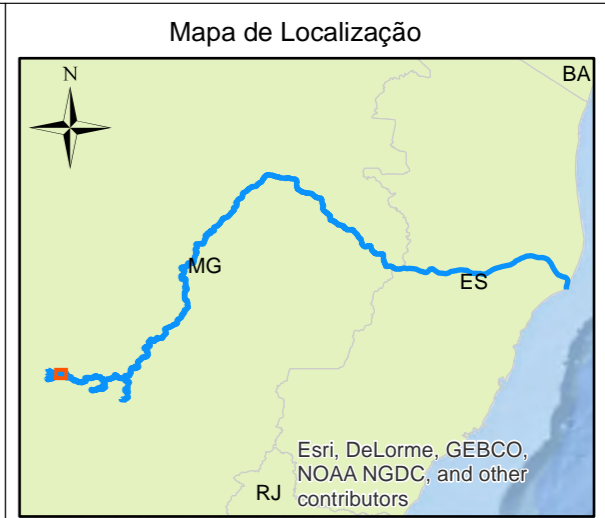 Mapa de Localização
N
BA
MG
ES
Esri, DeLorme, GEBCO,
NOAA NGDC, and other
RJ
contributors